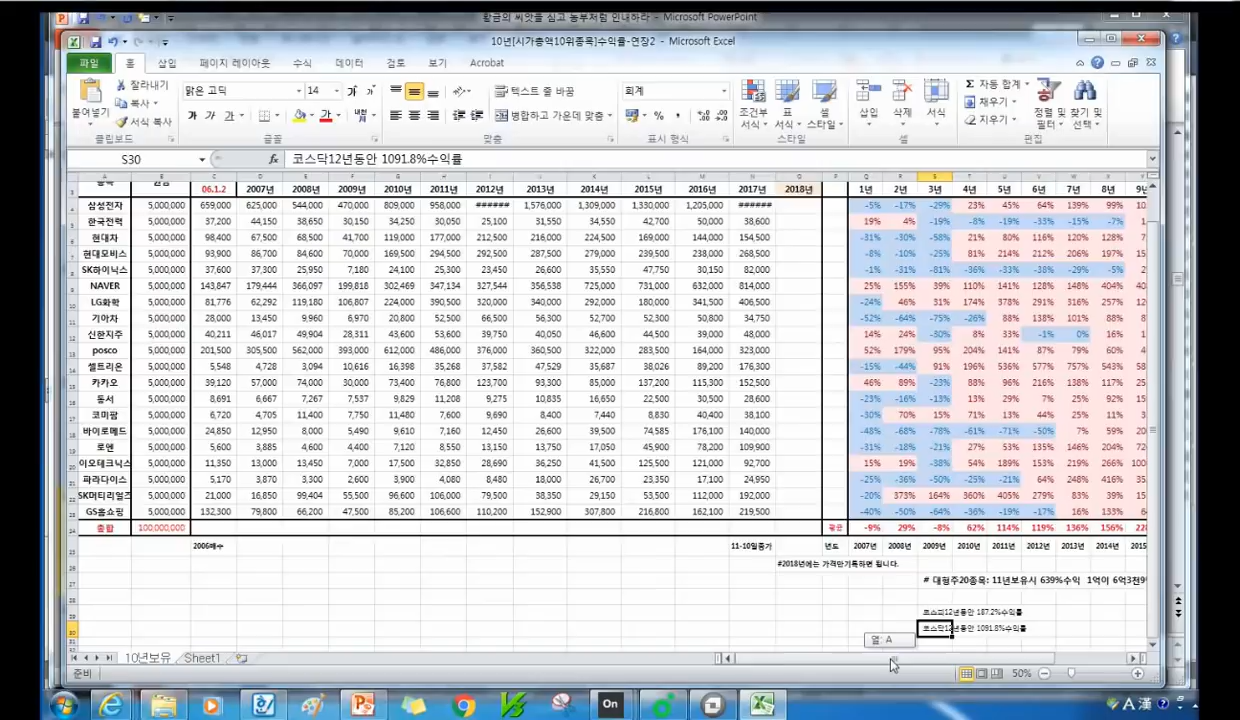 황금의 씨앗을 심고 농부처럼 인내하라 - Microsoft PowerPoint
10년[시가총액10위종목]수익률-연장2 - Microsoft Excel
파일 홈 삽입 페이지 레이아웃 수식 데이터 검토 보기 Acrobat
잘라내기 맑은 고딕 14 텍스트 줄 바꿈 회계 자동 합계
붙여넣기 복사 조건부 서식 표 서식 셀 스타일 삽입 삭제 서식 채우기 정렬 및 필터 찾기 및 선택
서식 복사 가 가 가 병합하고 가운데 맞춤 지우기
클립보드 글꼴 맞춤 표시 형식 스타일 셀 편집
S30 fx 코스닥12년동안 1091.8%수익률
06.1.2 2007년 2008년 2009년 2010년 2011년 2012년 2013년 2014년 2015년 2016년 2017년 2018년 1년 2년 3년 4년 5년 6년 7년 8년
삼성전자 5,000,000 659,000 625,000 544,000 470,000 809,000 958,000 ###### 1,576,000 1,309,000 1,330,000 1,205,000 ###### -5% -17% -29% 23% 45% 64% 139% 99%
한국전력 5,000,000 37,200 44,150 38,650 30,150 34,250 30,050 25,100 31,550 34,550 42,700 50,000 38,600 19% 4% -19% -8% -19% -33% -15% -7%
현대차 5,000,000 98,400 67,500 68,500 41,700 119,000 177,000 212,500 216,000 224,500 169,000 144,000 154,500 -31% -30% -58% 21% 80% 116% 120% 128%
현대모비스 5,000,000 93,900 86,700 84,600 70,000 169,500 294,500 292,500 287,500 279,500 239,500 238,000 268,500 -8% -10% -25% 81% 214% 212% 206% 197%
SK하이닉스 5,000,000 37,600 37,300 25,950 7,180 24,100 25,300 23,450 26,600 35,550 47,750 30,150 82,000 -1% -31% -81% -36% -33% -38% -29% -5%
NAVER 5,000,000 143,847 179,444 366,097 199,818 302,469 347,134 327,544 356,538 725,000 731,000 632,000 814,000 25% 155% 39% 110% 141% 128% 148% 404%
LG화학 5,000,000 81,776 62,292 119,180 106,807 224,000 390,500 320,000 340,000 292,000 180,000 341,500 406,500 -24% 46% 31% 174% 378% 291% 316% 257%
기아차 5,000,000 28,000 13,450 9,960 6,970 20,800 52,500 66,500 56,300 52,700 52,300 50,800 34,750 -52% -64% -75% -26% 88% 138% 101% 88%
신한지주 5,000,000 40,211 46,017 49,904 28,311 43,600 53,600 39,750 40,050 46,600 44,500 39,000 48,000 14% 24% -30% 8% 33% -1% 0% 16%
posco 5,000,000 201,500 305,500 562,000 393,000 612,000 486,000 376,000 360,500 322,000 283,500 164,000 323,000 52% 179% 95% 204% 141% 87% 79% 60%
셀트리온 5,000,000 5,548 4,728 3,094 10,616 16,398 35,268 37,582 47,529 35,687 38,026 89,200 176,300 -15% -44% 91% 196% 536% 577% 757% 543%
카카오 5,000,000 39,120 57,000 74,000 30,000 73,400 76,800 123,700 93,300 85,000 137,200 115,300 152,500 46% 89% -23% 88% 96% 216% 138% 117%
동서 5,000,000 8,691 6,667 7,267 7,537 9,829 11,208 9,275 10,835 16,650 22,500 30,500 28,600 -23% -16% -13% 13% 29% 7% 25% 92%
코미팜 5,000,000 6,720 4,705 11,400 7,750 11,480 7,600 9,690 8,400 7,440 8,830 40,400 38,100 -30% 70% 15% 71% 13% 44% 25% 11%
바이로메드 5,000,000 24,850 12,950 8,000 5,490 9,610 7,160 12,450 26,600 39,500 74,585 176,100 140,000 -48% -68% -78% -61% -71% -50% 7% 59%
로엔 5,000,000 5,600 3,885 4,600 4,400 7,120 8,550 13,150 13,750 17,050 45,900 78,200 109,900 -31% -18% -21% 27% 53% 135% 146% 204%
이오테크닉스 5,000,000 11,350 13,000 13,450 7,000 17,500 32,850 28,690 36,250 41,500 125,500 121,000 92,700 15% 19% -38% 54% 189% 153% 219% 266%
파라다이스 5,000,000 5,170 3,870 3,300 2,600 3,950 4,080 8,480 18,000 26,700 23,350 17,100 24,950 -25% -36% -50% -25% -21% 64% 248% 416%
SK머티리얼즈 5,000,000 21,000 16,850 99,404 55,500 96,600 106,000 79,500 38,350 29,150 53,500 112,000 192,000 -20% 373% 164% 360% 405% 279% 83% 39%
GS홈쇼핑 5,000,000 132,300 79,800 66,200 47,500 85,200 106,600 110,200 152,900 307,800 216,800 162,100 219,500 -40% -50% -64% -36% -19% -17% 16% 133%
총합 100,000,000 평균 -9% 29% -8% 62% 114% 119% 136% 156%
2006매수 11-10일종가 년도 2007년 2008년 2009년 2010년 2011년 2012년 2013년 2014년 2015
#2018년에는 가격만기록하면 됩니다.
# 대형주20종목: 11년보유시 639%수익 1억이 6억3천9
코스피12년동안 187.2%수익률
코스닥12년동안 1091.8%수익률
열: A
10년보유 Sheet1
준비 50%
On A 漢